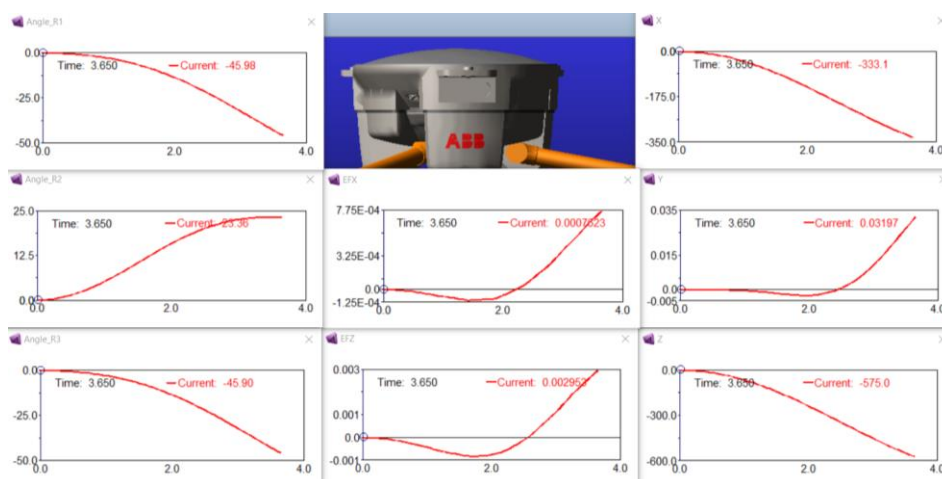 Angle_R1
0.0
-25.0
-50.0
Time: 3.650
Current: -45.98
0.0
2.0
4.0
ABB
X
0.0
-175.0
-350.0
Time: 3.650
Current: -333.1
0.0
2.0
4.0
Angle_R2
25.0
12.5
0.0
Time: 3.650
Current: 23.36
0.0
2.0
4.0
EFX
7.75E-04
3.25E-04
0.0
-1.25E-04
Time: 3.650
Current: 0.0007623
0.0
2.0
4.0
Y
0.035
0.015
0.0
-0.005
Time: 3.650
Current: 0.03197
0.0
2.0
4.0
Angle_R3
0.0
-25.0
-50.0
Time: 3.650
Current: -45.90
0.0
2.0
4.0
EFZ
0.003
0.001
0.0
-0.001
Time: 3.650
Current: 0.002953
0.0
2.0
4.0
Z
0.0
-300.0
-600.0
Time: 3.650
Current: -575.0
0.0
2.0
4.0